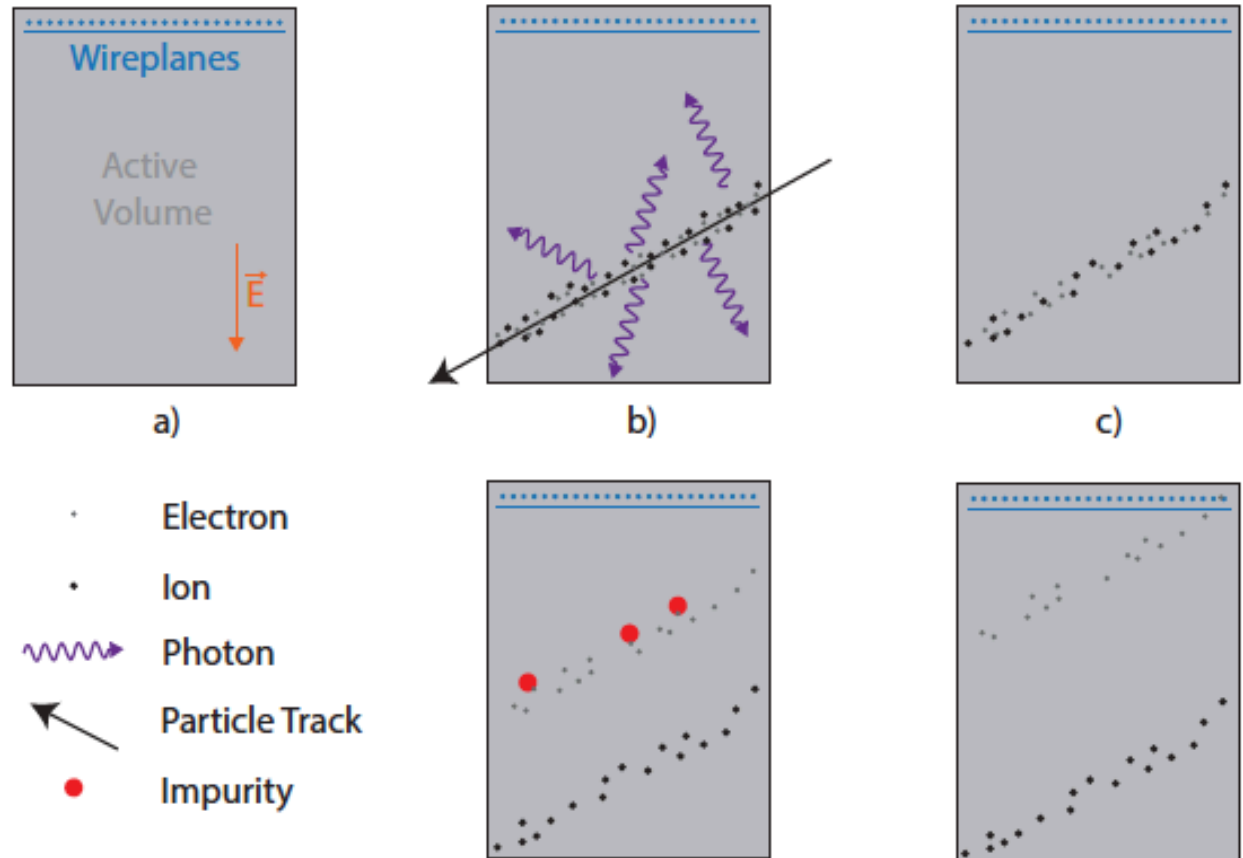 Wireplanes
Active
Volume
E
a)
b)
c)
Electron
Ion
Photon
Particle Track
Impurity